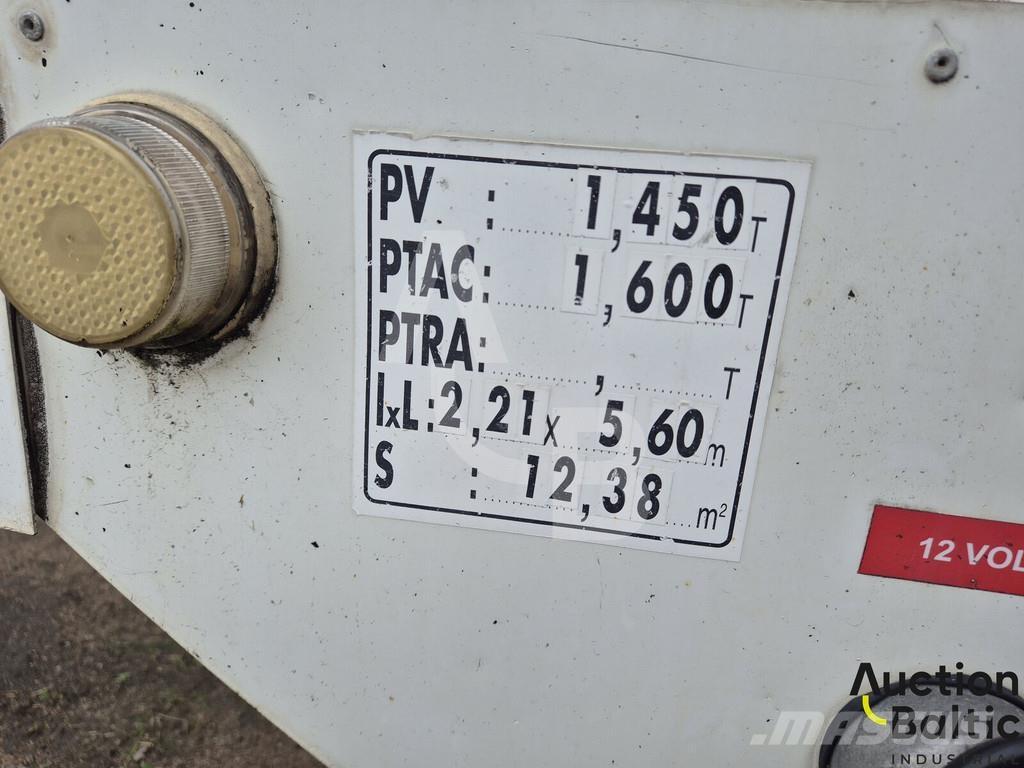 PV : 1,450 T
PTAC: 1,600 T
PTRA: , T
lxL: 2,21 x 5,60 m
S : 12,38 m²
12 VOL
Auction
Baltic
INDUSTRIAL
MASCUS